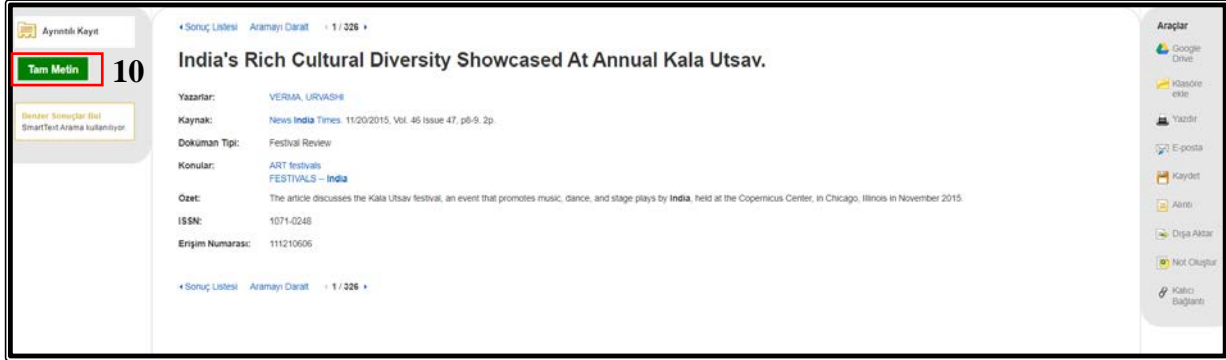 Ayrıntılı Kayıt
Tam Metin
10
Benzer Sonuçlar Bul
SmartText Arama kullanılıyor.
Sonuç Listesi Aramayı Daralt 1 / 326
India's Rich Cultural Diversity Showcased At Annual Kala Utsav.
Yazarlar: VERMA, URVASHI
Kaynak: News India Times. 11/20/2015, Vol. 46 Issue 47, p8-9. 2p.
Doküman Tipi: Festival Review
Konular: ART festivals
FESTIVALS -- India
Özet: The article discusses the Kala Utsav festival, an event that promotes music, dance, and stage plays by India, held at the Copernicus Center, in Chicago, Illinois in November 2015.
ISSN: 1071-0248
Erişim Numarası: 111210606
Sonuç Listesi Aramayı Daralt 1 / 326
Araçlar
Google
Drive
Klasöre
ekle
Yazdır
E-posta
Kaydet
Alıntı
Dışa Aktar
Not Oluştur
Kalıcı
Bağlantı